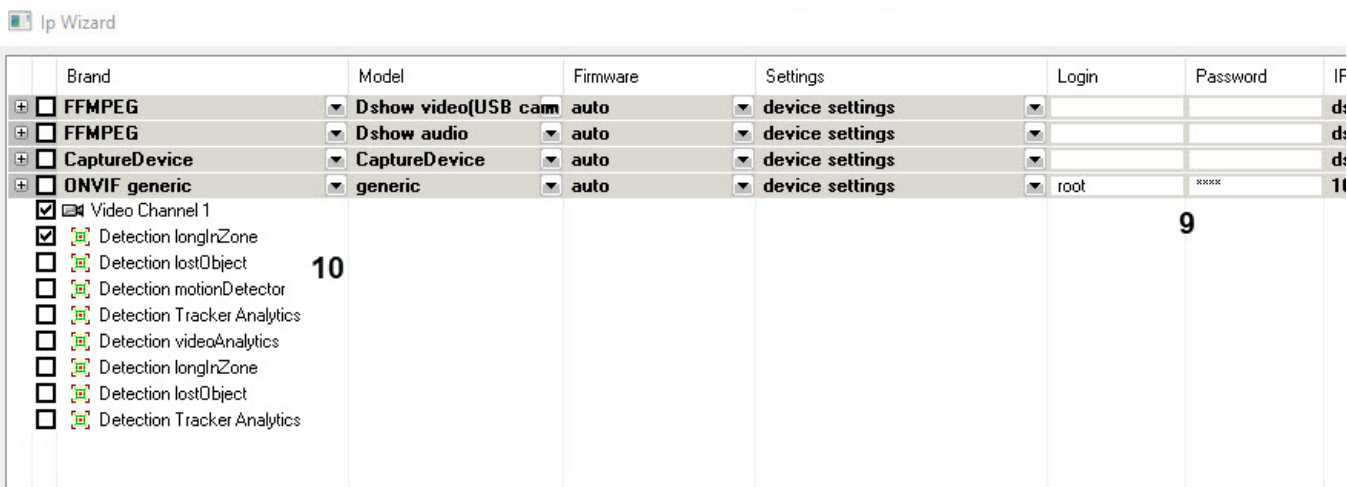 Ip Wizard
Brand Model Firmware Settings Login Password
FFMPEG Dshow video(USB cam auto device settings
FFMPEG Dshow audio auto device settings
CaptureDevice CaptureDevice auto device settings
ONVIF generic generic auto device settings root ****
Video Channel 1
9
Detection longInZone
Detection lostObject
10
Detection motionDetector
Detection Tracker Analytics
Detection videoAnalytics
Detection longInZone
Detection lostObject
Detection Tracker Analytics